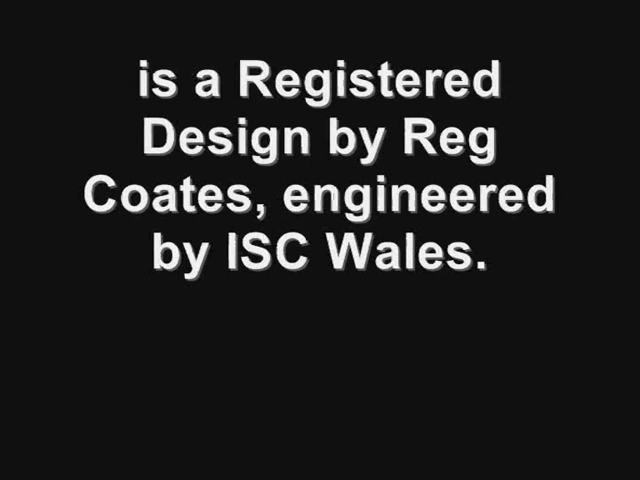 is a Registered
Design by Reg
Coates, engineered
by ISC Wales.